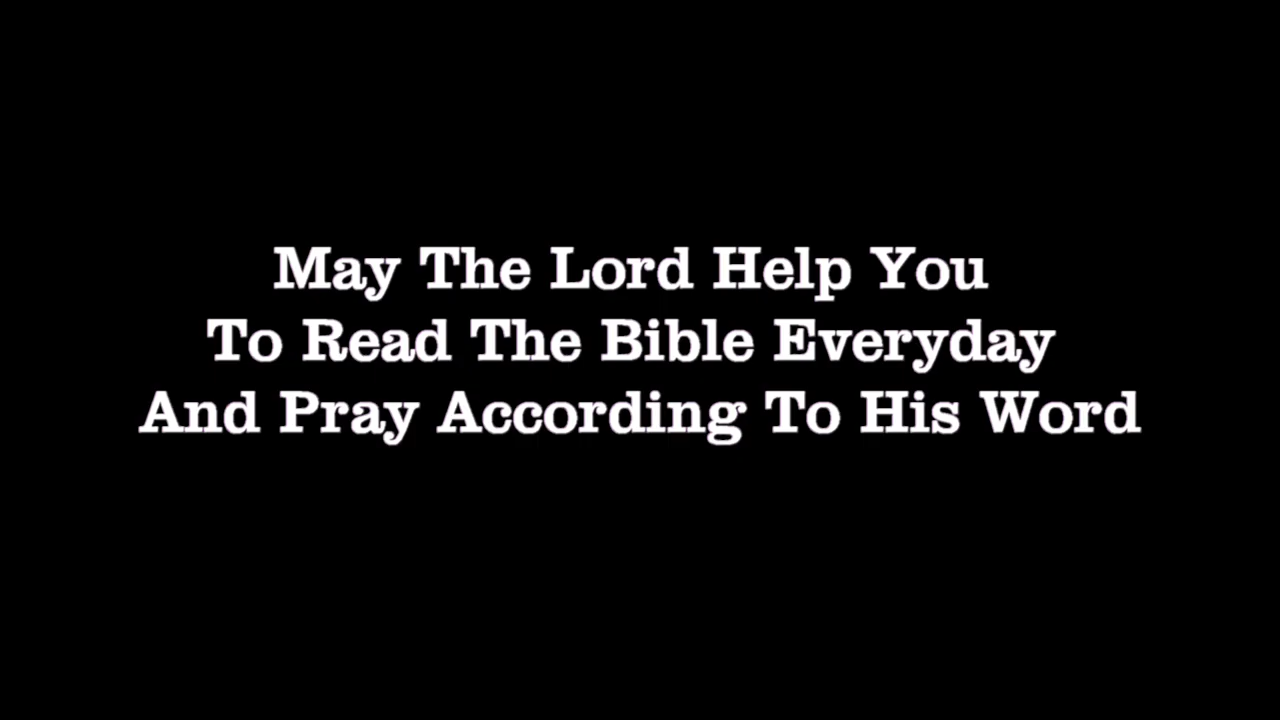 May The Lord Help You
To Read The Bible Everyday
And Pray According To His Word